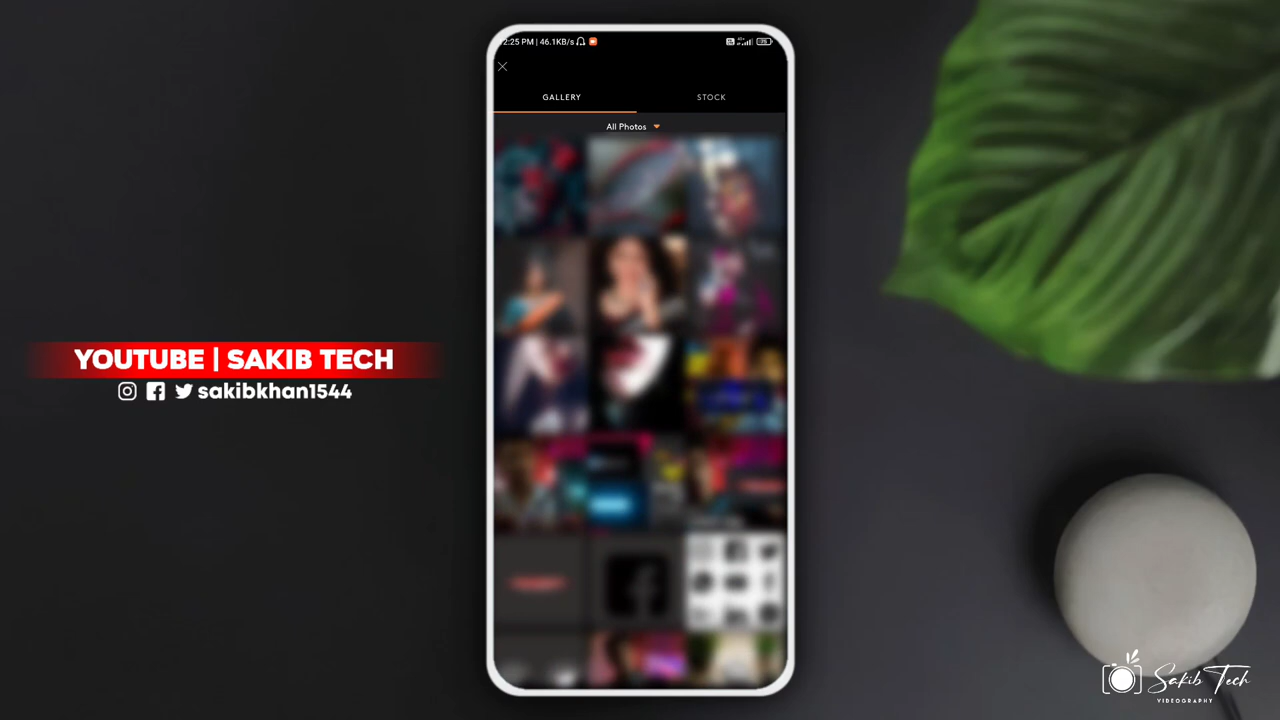 2:25 PM | 46.1KB/s
GALLERY
STOCK
All Photos
YOUTUBE | SAKIB TECH
sakibkhan1544
Sakib Tech
VIDEOGRAPHY